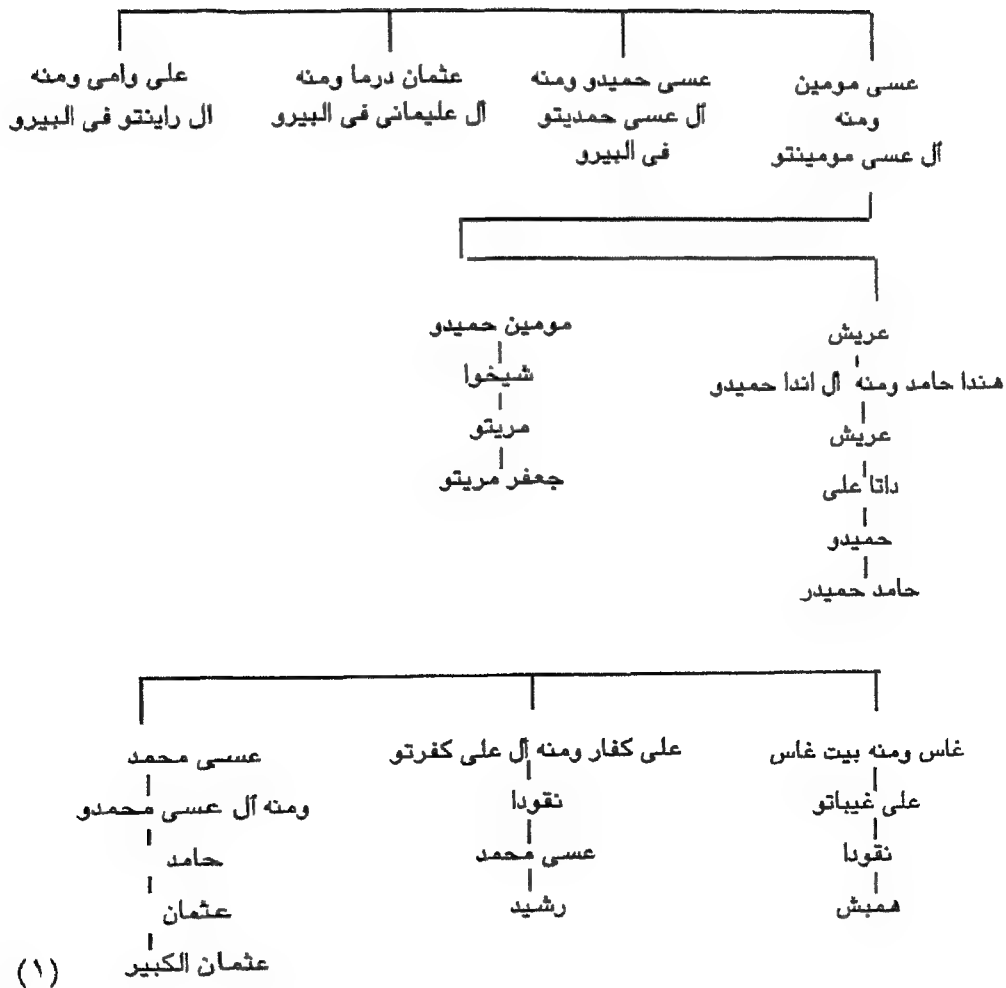 عسى مومين
ومنه
آل عسى مومينتو
عسى حميدو ومنه
آل عسى حمديتو
فى البيرو
عثمان درما ومنه
آل عليمانى فى البيرو
على وامى ومنه
ال راينتو فى البيرو
عريش
هندا حامد ومنه آل اندا حميدو
عريش
داتا على
حميدو
حامد حميدر
مومين حميدو
شيخوا
مريتو
جعفر مريتو
غاس ومنه بيت غاس
على غيباتو
نقودا
همبش
على كفار ومنه آل على كفرتو
نقودا
عسى محمد
رشيد
عسى محمد
ومنه آل عسى محمدو
حامد
عثمان
عثمان الكبير
(١)